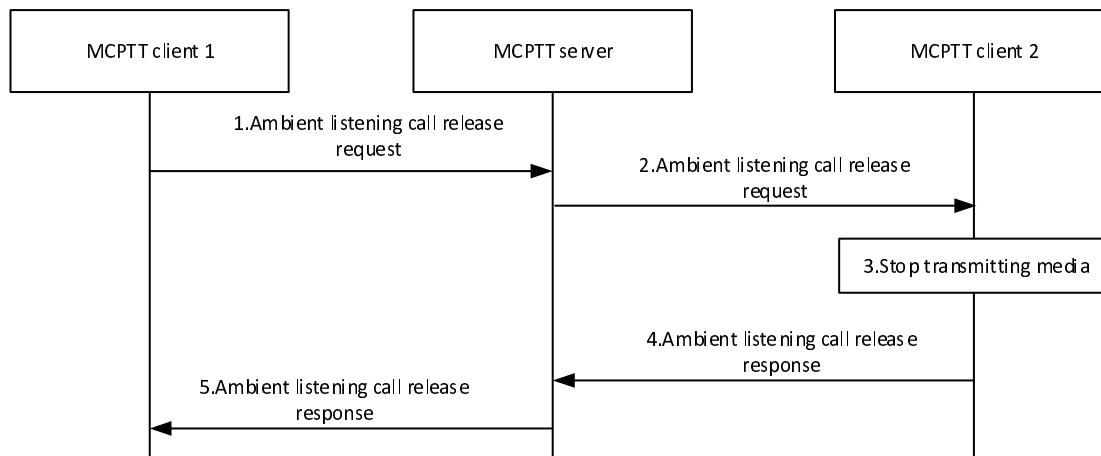 MCPTT client 1
MCPTT server
MCPTT client 2
1.Ambient listening call release
request
2.Ambient listening call release
request
3.Stop transmitting media
4.Ambient listening call release
response
5.Ambient listening call release
response